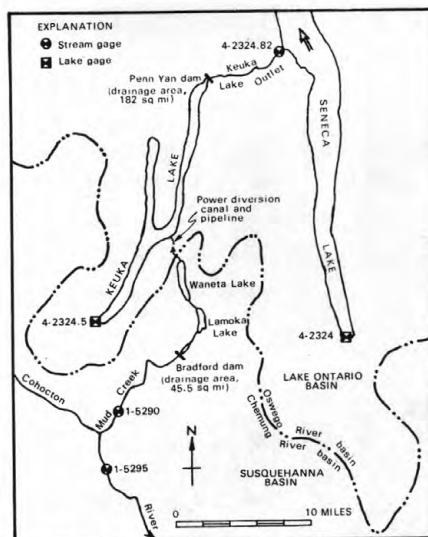 EXPLANATION
Stream gage
Lake gage
4-2324.82
Keuka
Lake Outlet
Penn Yan dam
(drainage area,
182 sq mi)
SENECA
LAKE
LAKE
KEUKA
Power diversion
canal and
pipeline
Waneta Lake
4-2324.5
Lamoka
Lake
4-2324
Bradford dam
(drainage area,
45.5 sq mi)
LAKE ONTARIO
BASIN
Cohocton
Mud Creek
1-5290
Oswego
Chemung
River basin
River basin
1-5295
N
SUSQUEHANNA
BASIN
River
0
10 MILES